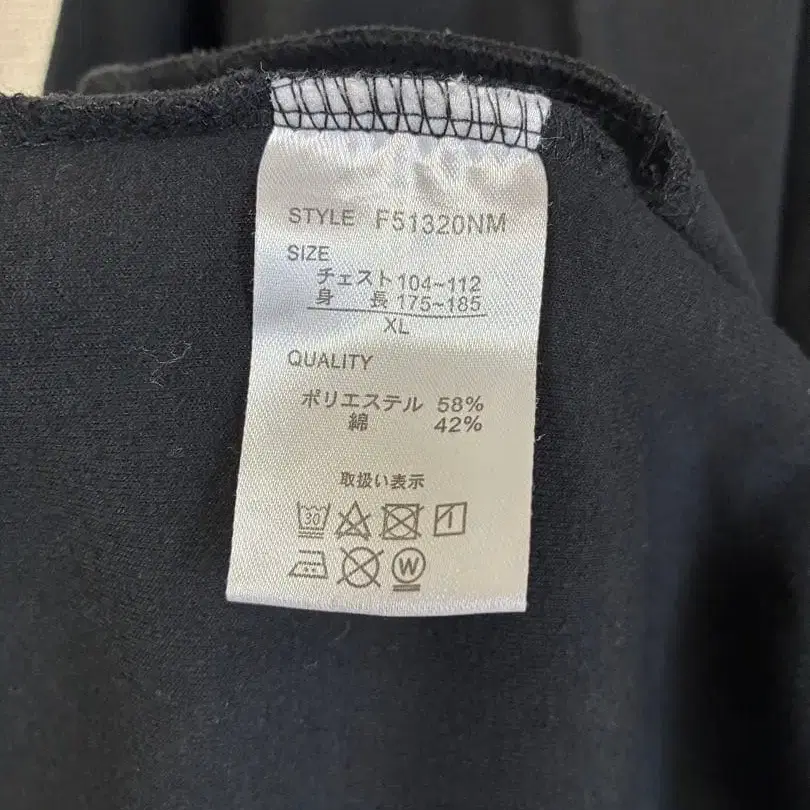 STYLE F51320NM
SIZE
チェスト 104~112
身 長 175~185
XL
QUALITY
ポリエステル 58%
綿 42%
取扱い表示
30
W